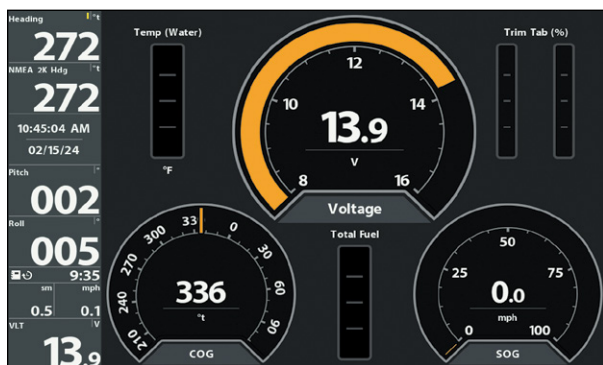 Heading °t
272
NMEA 2K Hdg °t
272
10:45:04 AM
02/15/24
Pitch °
002
Roll °
005
9:35
sm mph
0.5 0.1
VLT V
13.9
Temp (Water)
°F
8 10 12 14 16
13.9
V
Voltage
Trim Tab (%)
210 240 270 300 33 0 30 60 90
336
°t
COG
Total Fuel
0 25 50 75 100
0.0
mph
SOG